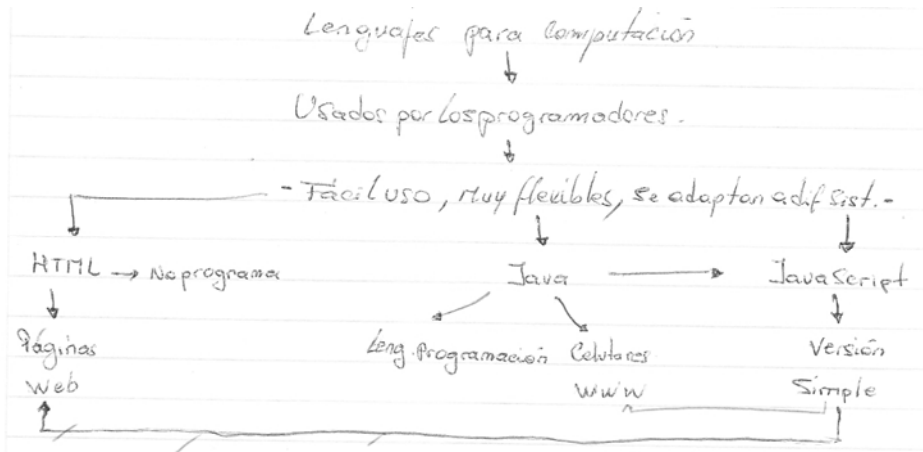 Lenguajes para computación
Usados por los programadores.
- Fácil uso, muy flexibles, se adaptan a dif sist. -
HTML → No programa
Java
JavaScript
Páginas
Web
Leng. programación
Celulares
WWW
Versión
Simple